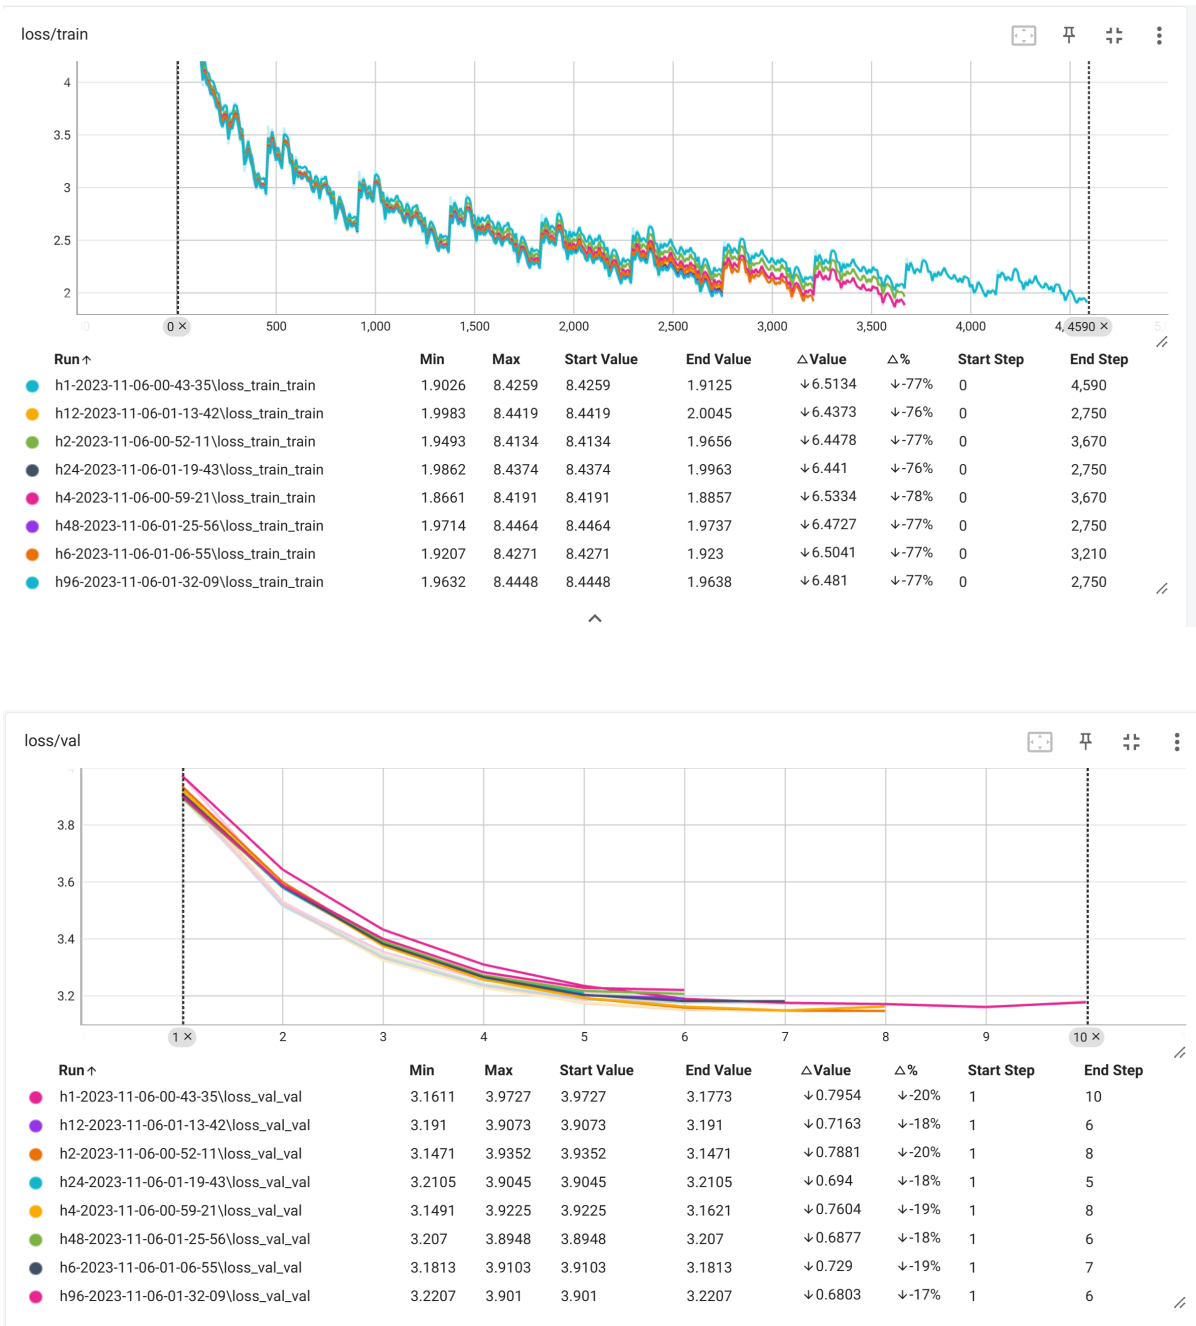 loss/train
4
3.5
3
2.5
2
0
0 ×
500
1,000
1,500
2,000
2,500
3,000
3,500
4,000
4, 4590 ×
5,
Run↑ Min Max Start Value End Value △Value △% Start Step End Step
h1-2023-11-06-00-43-35\loss_train_train 1.9026 8.4259 8.4259 1.9125 ↓6.5134 ↓-77% 0 4,590
h12-2023-11-06-01-13-42\loss_train_train 1.9983 8.4419 8.4419 2.0045 ↓6.4373 ↓-76% 0 2,750
h2-2023-11-06-00-52-11\loss_train_train 1.9493 8.4134 8.4134 1.9656 ↓6.4478 ↓-77% 0 3,670
h24-2023-11-06-01-19-43\loss_train_train 1.9862 8.4374 8.4374 1.9963 ↓6.441 ↓-76% 0 2,750
h4-2023-11-06-00-59-21\loss_train_train 1.8661 8.4191 8.4191 1.8857 ↓6.5334 ↓-78% 0 3,670
h48-2023-11-06-01-25-56\loss_train_train 1.9714 8.4464 8.4464 1.9737 ↓6.4727 ↓-77% 0 2,750
h6-2023-11-06-01-06-55\loss_train_train 1.9207 8.4271 8.4271 1.923 ↓6.5041 ↓-77% 0 3,210
h96-2023-11-06-01-32-09\loss_train_train 1.9632 8.4448 8.4448 1.9638 ↓6.481 ↓-77% 0 2,750
loss/val
3.8
3.6
3.4
3.2
1 ×
2
3
4
5
6
7
8
9
10 ×
Run↑ Min Max Start Value End Value △Value △% Start Step End Step
h1-2023-11-06-00-43-35\loss_val_val 3.1611 3.9727 3.9727 3.1773 ↓0.7954 ↓-20% 1 10
h12-2023-11-06-01-13-42\loss_val_val 3.191 3.9073 3.9073 3.191 ↓0.7163 ↓-18% 1 6
h2-2023-11-06-00-52-11\loss_val_val 3.1471 3.9352 3.9352 3.1471 ↓0.7881 ↓-20% 1 8
h24-2023-11-06-01-19-43\loss_val_val 3.2105 3.9045 3.9045 3.2105 ↓0.694 ↓-18% 1 5
h4-2023-11-06-00-59-21\loss_val_val 3.1491 3.9225 3.9225 3.1621 ↓0.7604 ↓-19% 1 8
h48-2023-11-06-01-25-56\loss_val_val 3.207 3.8948 3.8948 3.207 ↓0.6877 ↓-18% 1 6
h6-2023-11-06-01-06-55\loss_val_val 3.1813 3.9103 3.9103 3.1813 ↓0.729 ↓-19% 1 7
h96-2023-11-06-01-32-09\loss_val_val 3.2207 3.901 3.901 3.2207 ↓0.6803 ↓-17% 1 6